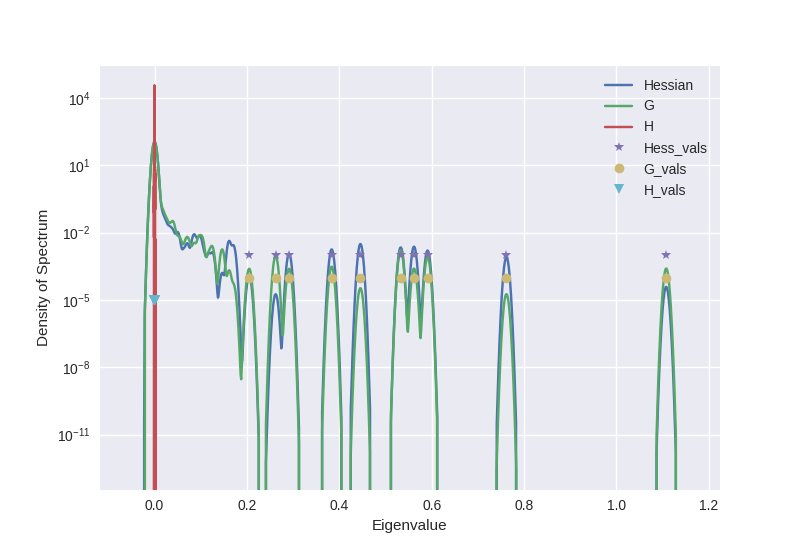 Hessian
G
H
Hess_vals
G_vals
H_vals
10^4
10^1
10^−2
10^−5
10^−8
10^−11
Density of Spectrum
0.0 0.2 0.4 0.6 0.8 1.0 1.2
Eigenvalue